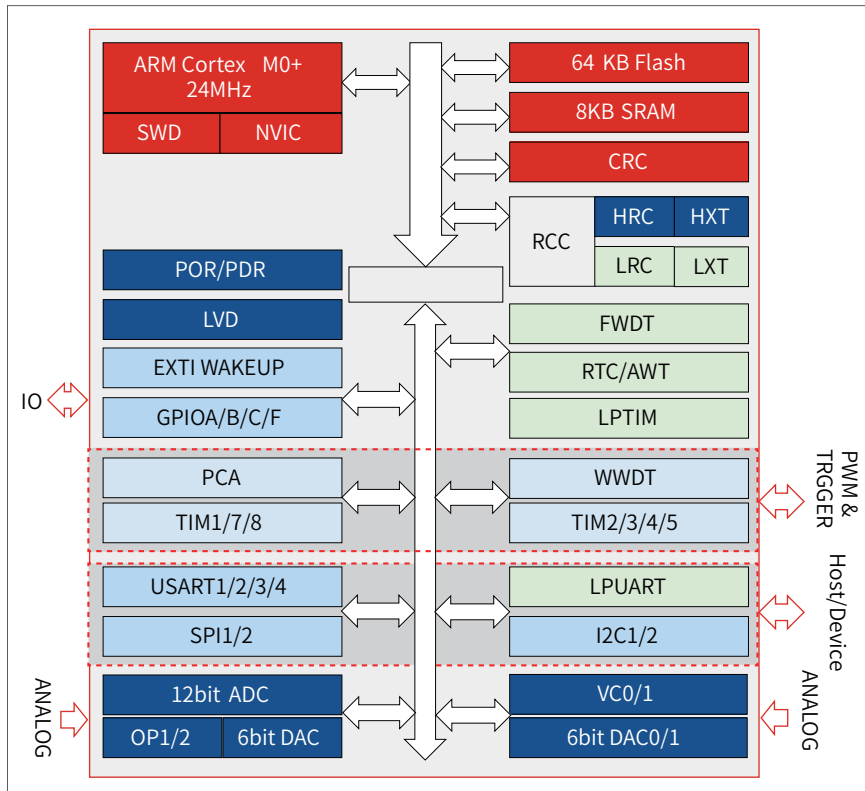 ARM Cortex M0+
24MHz
SWD
NVIC
64 KB Flash
8KB SRAM
CRC
RCC
HRC
HXT
LRC
LXT
POR/PDR
LVD
EXTI WAKEUP
GPIOA/B/C/F
IO
FWDT
RTC/AWT
LPTIM
PCA
TIM1/7/8
WWDT
TIM2/3/4/5
PWM &
TRGGER
USART1/2/3/4
SPI1/2
LPUART
I2C1/2
Host/Device
ANALOG
12bit ADC
OP1/2
6bit DAC
VC0/1
6bit DAC0/1
ANALOG